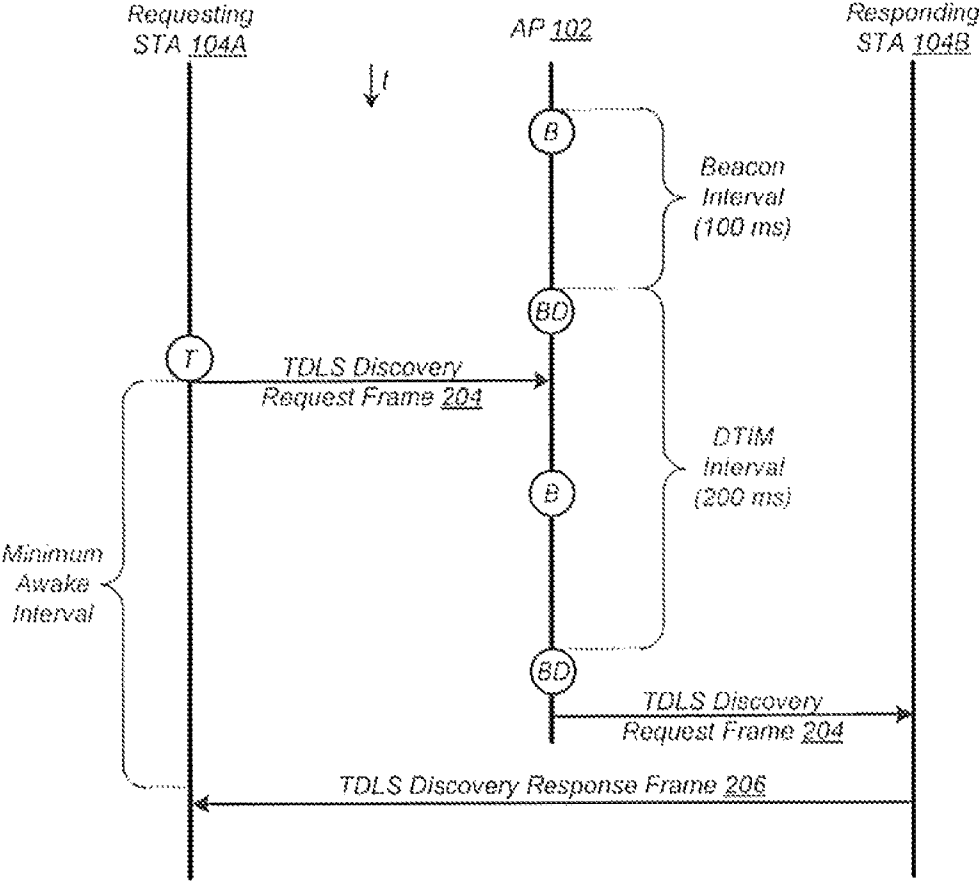 Requesting
STA 104A
AP 102
Responding
STA 104B
t
B
Beacon
Interval
(100 ms)
BD
T
TDLS Discovery
Request Frame 204
DTIM
Interval
(200 ms)
B
Minimum
Awake
Interval
BD
TDLS Discovery
Request Frame 204
TDLS Discovery Response Frame 206